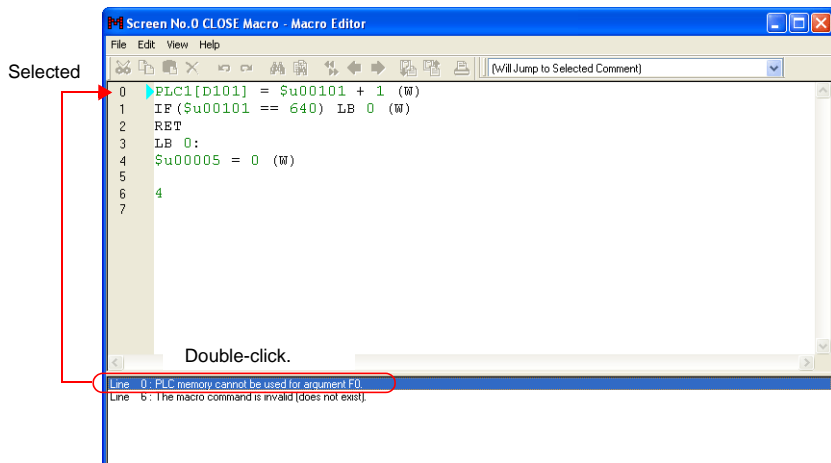 Screen No.0 CLOSE Macro - Macro Editor
File Edit View Help
(Will Jump to Selected Comment)
Selected
0 PLC1[D101] = $u00101 + 1 (W)
1 IF($u00101 == 640) LB 0 (W)
2 RET
3 LB 0:
4 $u00005 = 0 (W)
5
6 4
7
Double-click.
Line 0 : PLC memory cannot be used for argument F0.
Line 6 : The macro command is invalid (does not exist).